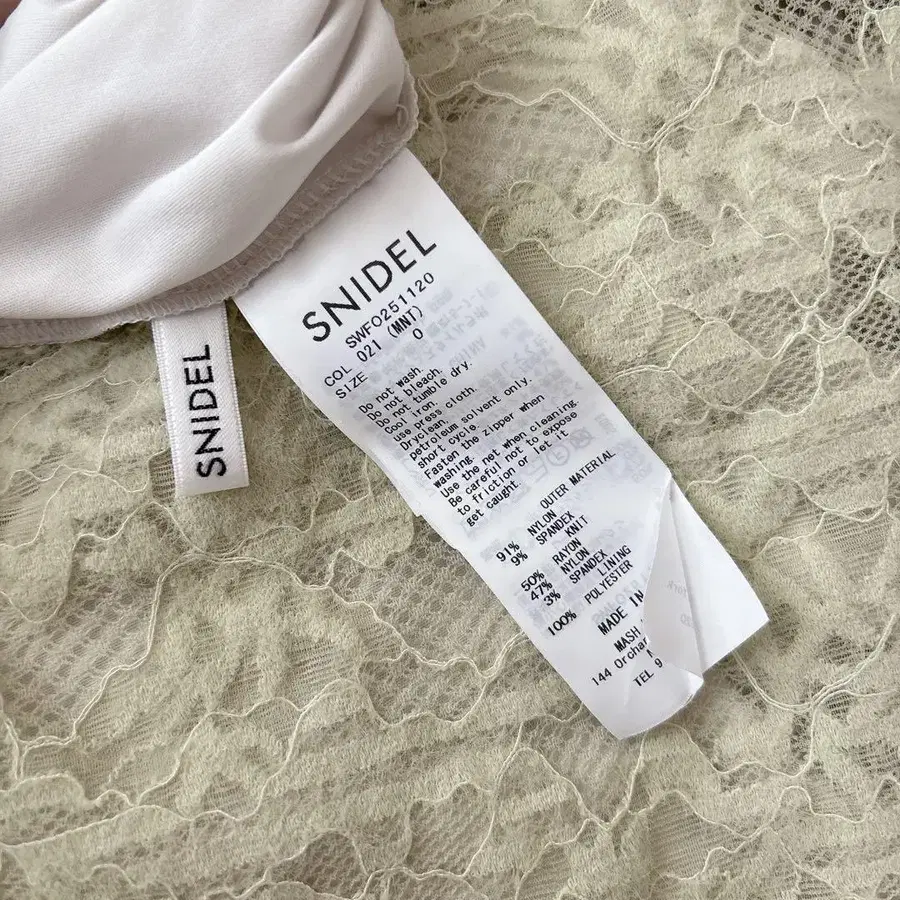 SNIDEL
SWFO251120
COL 021 (MNT)
SIZE 0
Do not wash.
Do not bleach.
Do not tumble dry.
Cool iron.
use press cloth.
Dryclean.
petroleum solvent only.
short cycle
Fasten the zipper when
washing.
Use the net when cleaning.
Be careful not to expose
to friction or let it
get caught.
OUTER MATERIAL
91% NYLON
9% SPANDEX
KNIT
50% RAYON
47% NYLON
3% SPANDEX
LINING
100% POLYESTER
MADE IN
MASH
144 Orchar
TEL 9
SNIDEL